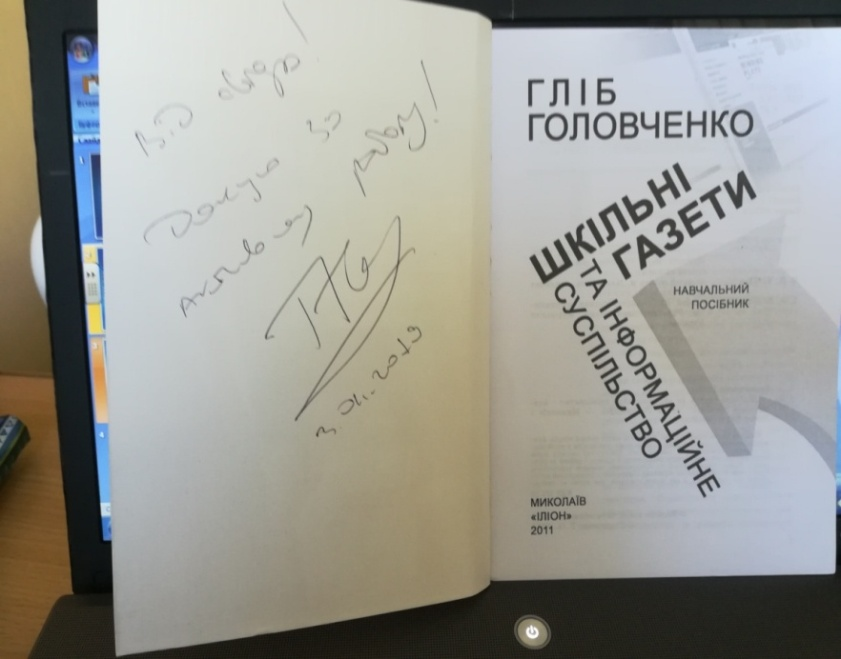 Від автора!
Дякую за
активну роботу!
ГЛІБ
ГОЛОВЧЕНКО
ШКІЛЬНІ
ГАЗЕТИ
ТА ІНФОРМАЦІЙНЕ
СУСПІЛЬСТВО
НАВЧАЛЬНИЙ
ПОСІБНИК
МИКОЛАЇВ
«ІЛІОН»
2011